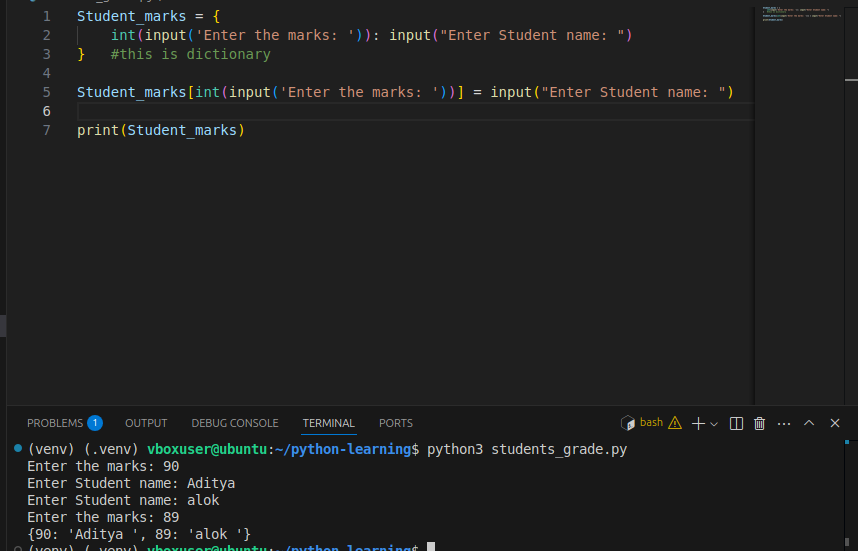 1 Student_marks = {
2 int(input('Enter the marks: ')): input("Enter Student name: ")
3 } #this is dictionary
4
5 Student_marks[int(input('Enter the marks: '))] = input("Enter Student name: ")
6
7 print(Student_marks)
PROBLEMS 1 OUTPUT DEBUG CONSOLE TERMINAL PORTS bash
(venv) (.venv) vboxuser@ubuntu:~/python-learning$ python3 students_grade.py
Enter the marks: 90
Enter Student name: Aditya
Enter Student name: alok
Enter the marks: 89
{90: 'Aditya ', 89: 'alok '}
(venv) (.venv) vboxuser@ubuntu:~/python-learning$